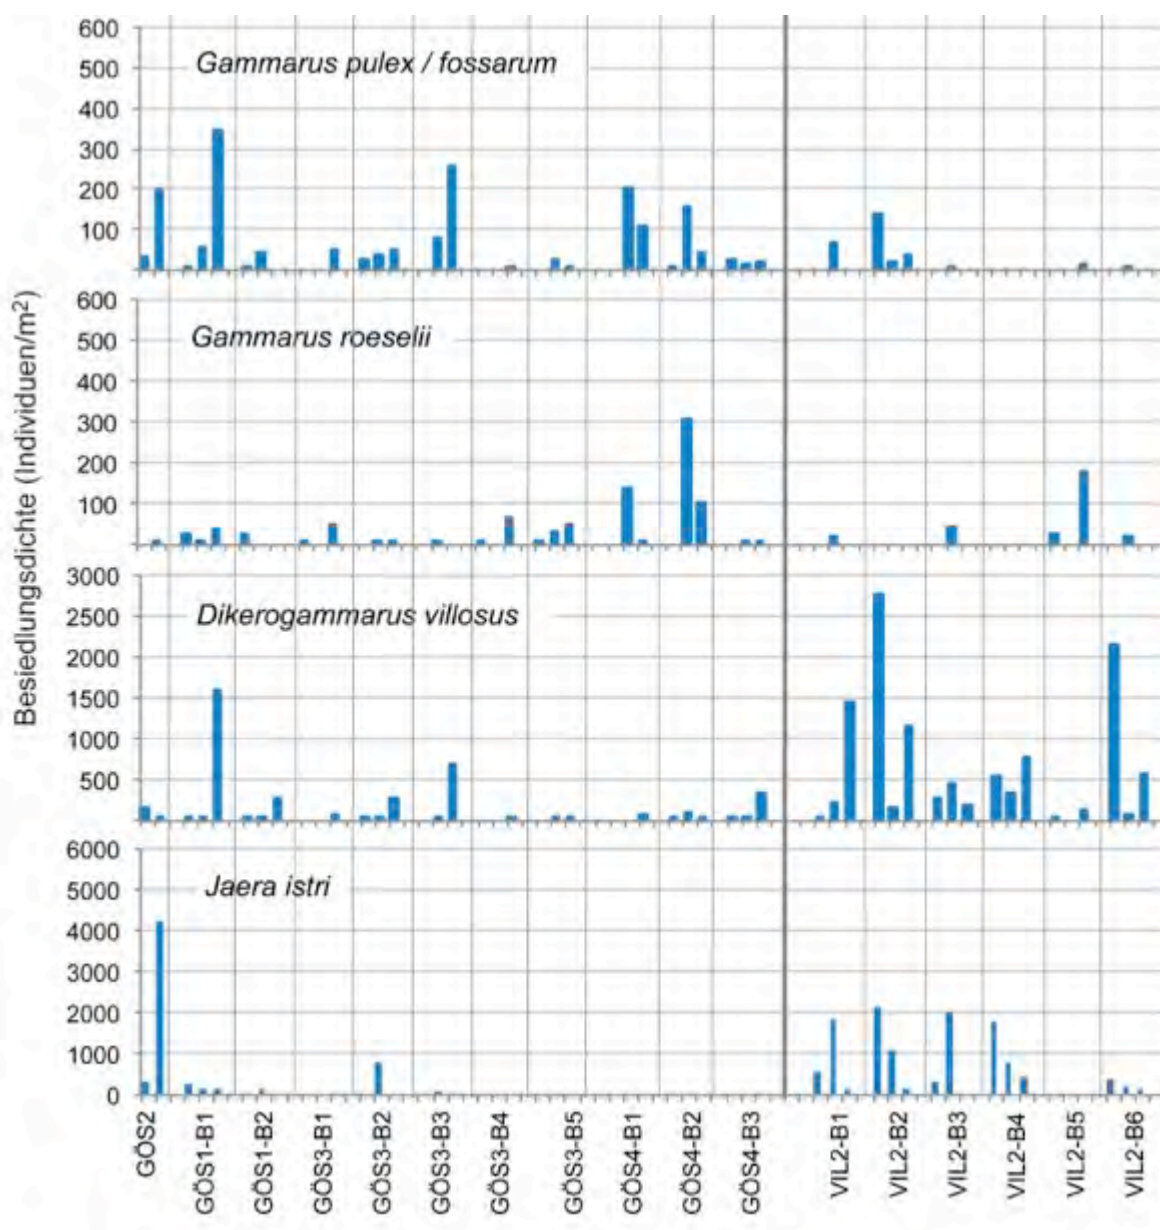 600
500
Gammarus pulex / fossarum
400
300
200
100
600
500
Gammarus roeselii
400
300
200
100
Besiedlungsdichte (Individuen/m²)
3000
2500
Dikerogammarus villosus
2000
1500
1000
500
6000
5000
Jaera istri
4000
3000
2000
1000
0
GÖS2
GÖS1-B1
GÖS1-B2
GÖS3-B1
GÖS3-B2
GÖS3-B3
GÖS3-B4
GÖS3-B5
GÖS4-B1
GÖS4-B2
GÖS4-B3
VIL2-B1
VIL2-B2
VIL2-B3
VIL2-B4
VIL2-B5
VIL2-B6